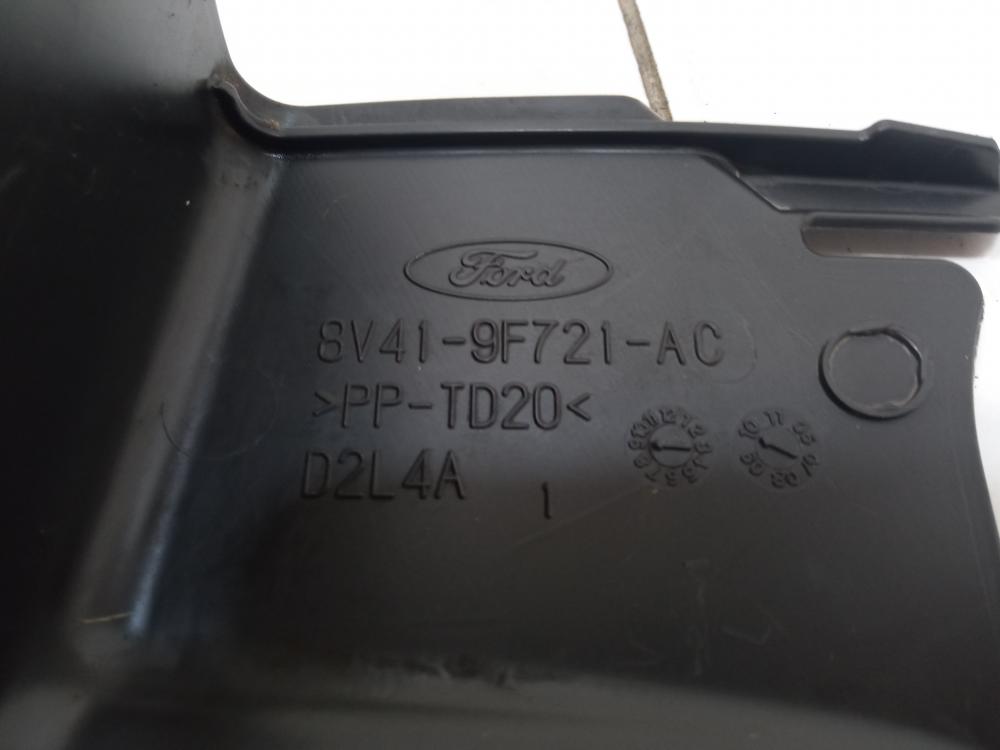 Ford
8V41-9F721-AC
>PP-TD20<
D2L4A
1